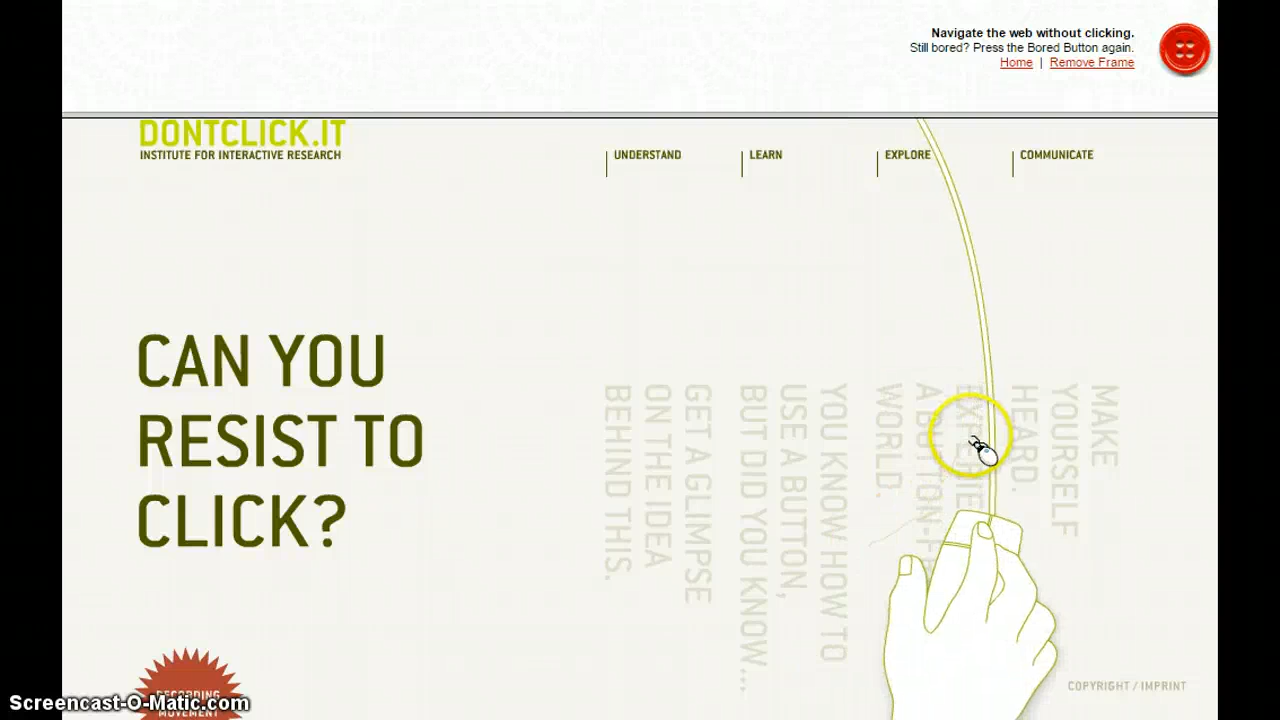 Navigate the web without clicking.
Still bored? Press the Bored Button again.
Home | Remove Frame
DONTCLICK.IT
INSTITUTE FOR INTERACTIVE RESEARCH
UNDERSTAND
LEARN
EXPLORE
COMMUNICATE
CAN YOU
RESIST TO
CLICK?
GET A GLIMPSE
ON THE IDEA
BEHIND THIS.
YOU KNOW HOW TO
USE A BUTTON,
BUT DID YOU KNOW...
A
WORLD.
MAKE
YOURSELF
HEARD.
RECORDING
MOVEMENT
COPYRIGHT / IMPRINT
Screencast-O-Matic.com